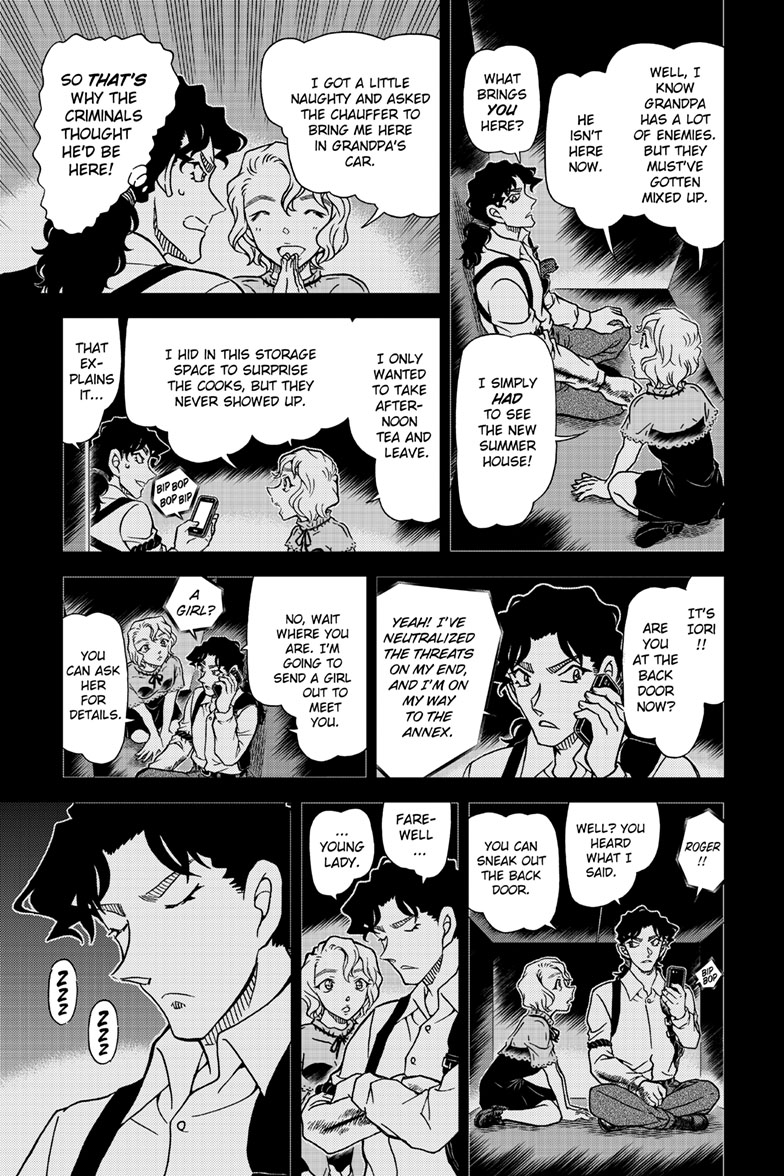 WELL, I
KNOW
GRANDPA
HAS A LOT
OF ENEMIES.
BUT THEY
MUST'VE
GOTTEN
MIXED UP.
HE
ISN'T
HERE
NOW.
WHAT
BRINGS
YOU
HERE?
I SIMPLY
HAD
TO SEE
THE NEW
SUMMER
HOUSE!
I GOT A LITTLE
NAUGHTY AND ASKED
THE CHAUFFER TO
BRING ME HERE
IN GRANDPA'S
CAR.
SO THAT'S
WHY THE
CRIMINALS
THOUGHT
HE'D BE
HERE!
I ONLY
WANTED
TO TAKE
AFTER-
NOON
TEA AND
LEAVE.
I HID IN THIS STORAGE
SPACE TO SURPRISE
THE COOKS, BUT THEY
NEVER SHOWED UP.
THAT
EX-
PLAINS
IT...
BIP BOP
BOP BIP
IT'S
IORI
!!
ARE
YOU
AT THE
BACK
DOOR
NOW?
YEAH! I'VE
NEUTRALIZED
THE THREATS
ON MY END,
AND I'M ON
MY WAY
TO THE
ANNEX.
NO, WAIT
WHERE YOU
ARE. I'M
GOING TO
SEND A GIRL
OUT TO
MEET
YOU.
A
GIRL?
YOU
CAN ASK
HER
FOR
DETAILS.
ROGER
!!
BIP
BOP
WELL? YOU
HEARD
WHAT I
SAID.
YOU CAN
SNEAK OUT
THE BACK
DOOR.
FARE-
WELL
...
...
YOUNG
LADY.
ZZZ
ZZZ